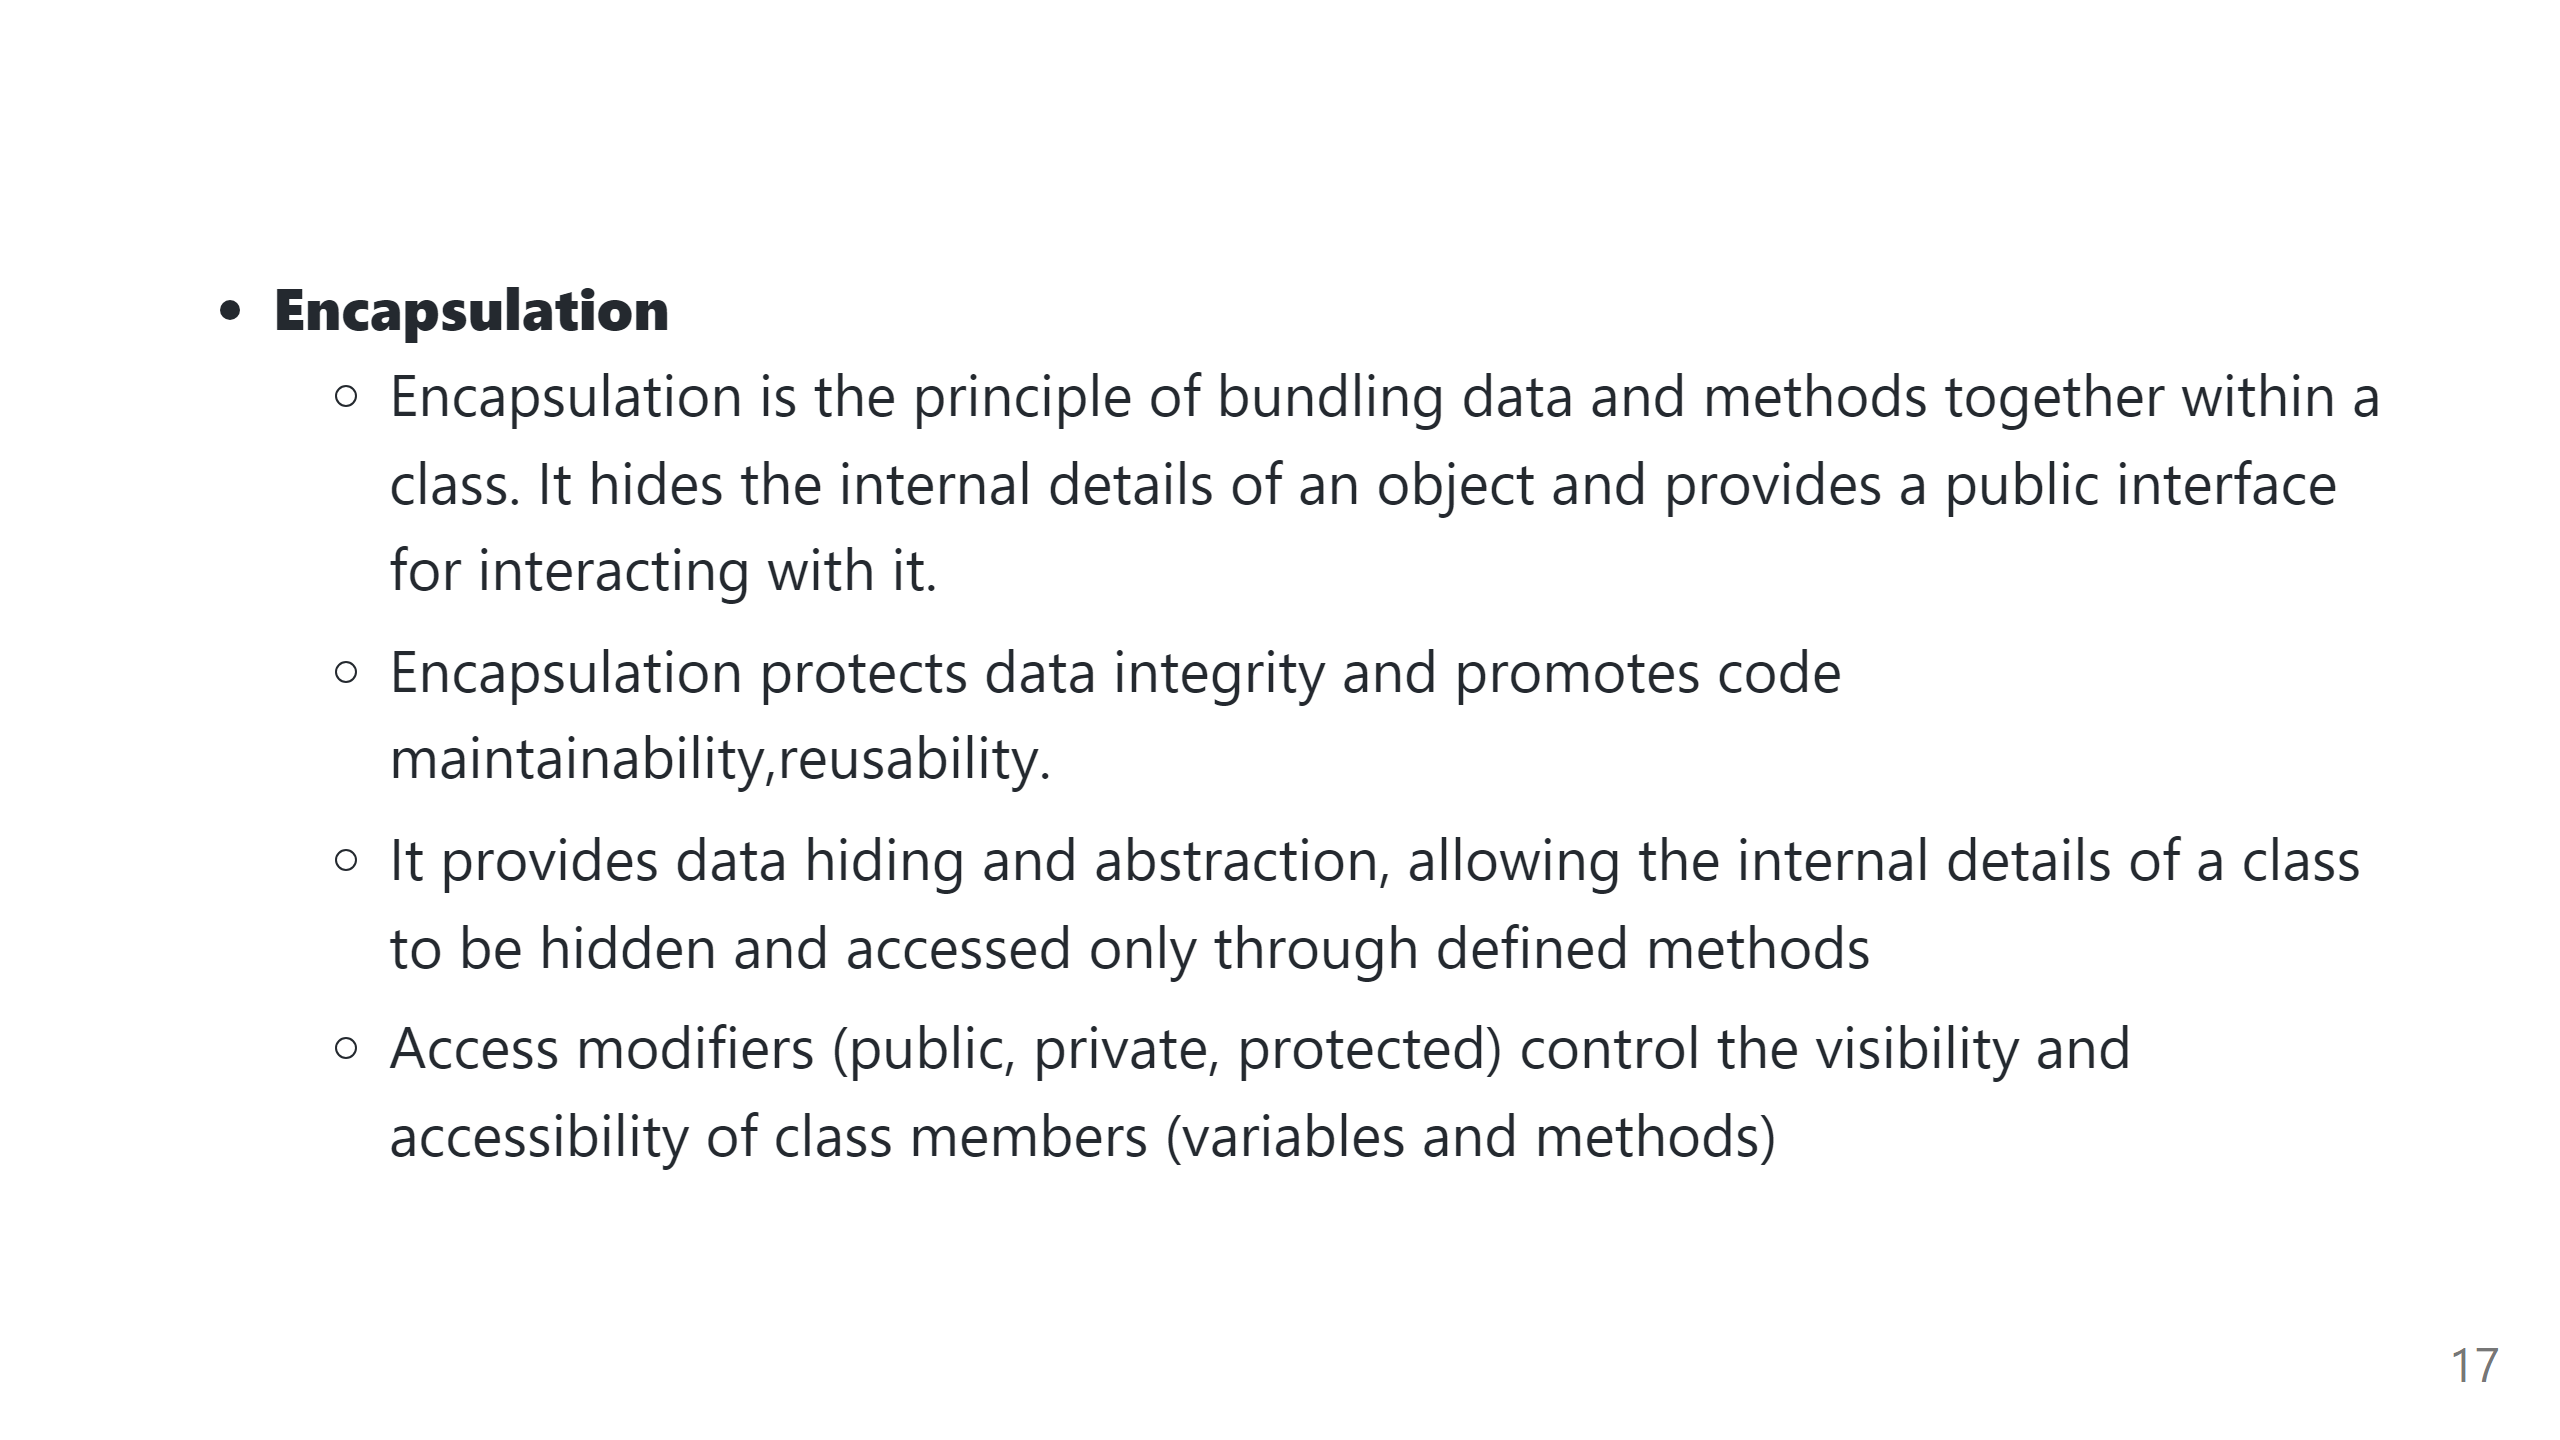 • Encapsulation
○ Encapsulation is the principle of bundling data and methods together within a
class. It hides the internal details of an object and provides a public interface
for interacting with it.
○ Encapsulation protects data integrity and promotes code
maintainability,reusability.
○ It provides data hiding and abstraction, allowing the internal details of a class
to be hidden and accessed only through defined methods
○ Access modifiers (public, private, protected) control the visibility and
accessibility of class members (variables and methods)
17